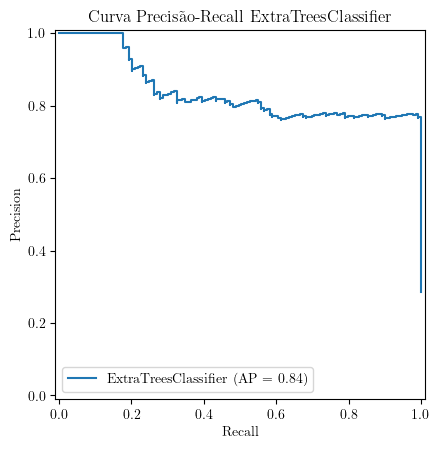 Curva Precisão-Recall ExtraTreesClassifier
1.0
0.8
0.6
0.4
0.2
0.0
Precision
ExtraTreesClassifier (AP = 0.84)
0.0 0.2 0.4 0.6 0.8 1.0
Recall